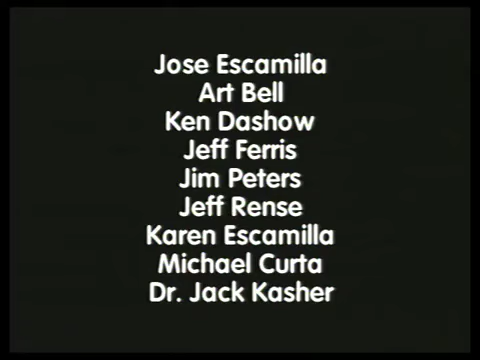 Jose Escamilla
Art Bell
Ken Dashow
Jeff Ferris
Jim Peters
Jeff Rense
Karen Escamilla
Michael Curta
Dr. Jack Kasher